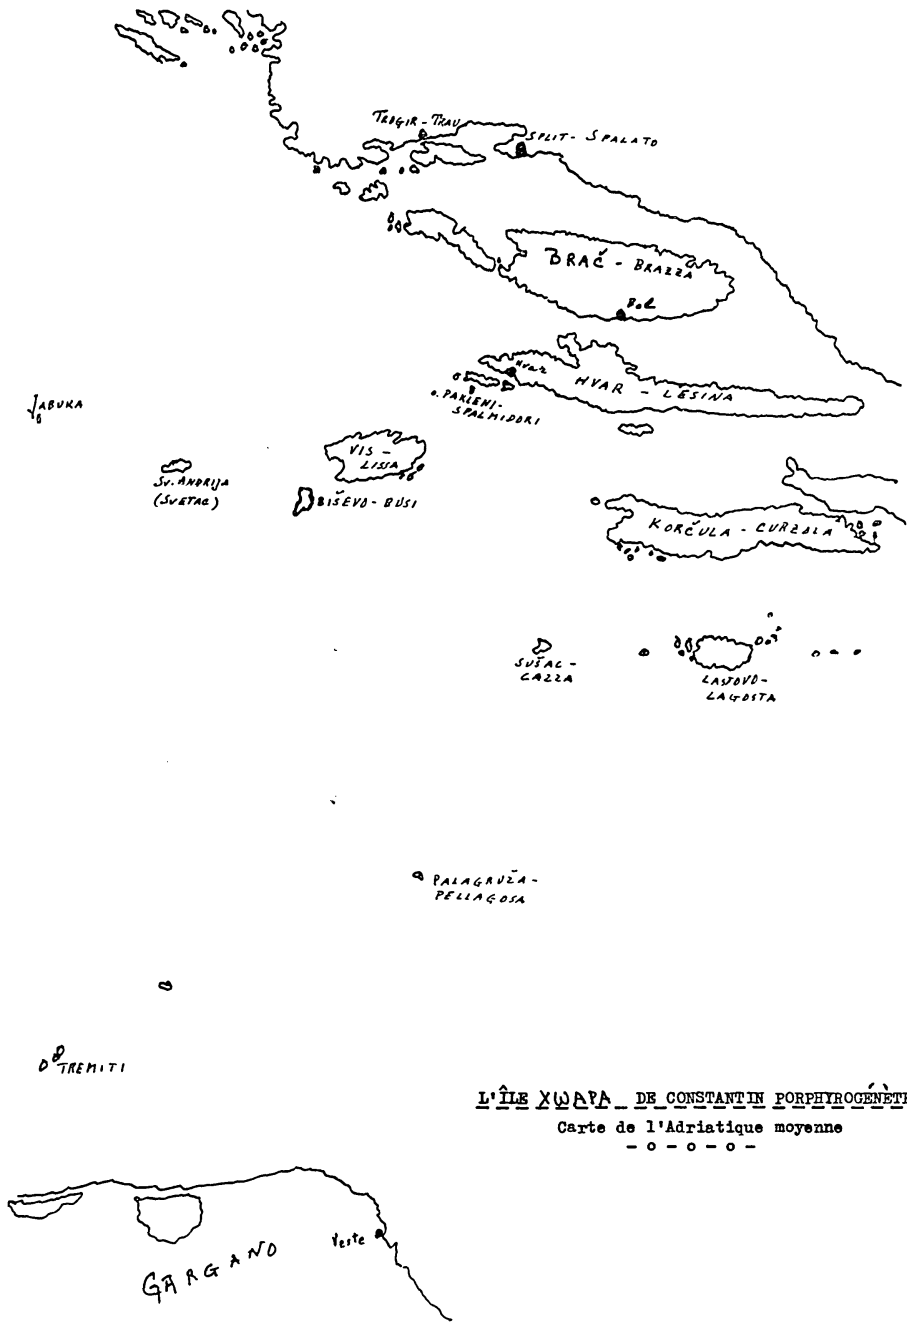 TROGIR-TRAU
SPLIT-SPALATO
BRAČ - BRAZZA
Bol
Hvar
HVAR - LESINA
O. PAKLENI-
SPALMIDORI
JABUKA
VIS -
LISSA
SV. ANDRIJA
(SVETAC)
BIŠEVO-BUSI
KORČULA - CURZOLA
SUŠAC-
CAZZA
LASTOVO-
LAGOSTA
PALAGRUŽA-
PELLAGOSA
TREMITI
L'ÎLE ΧΩΑΡΑ DE CONSTANTIN PORPHYROGÉNÈTE
Carte de l'Adriatique moyenne
- o - o - o -
Veste
GARGANO